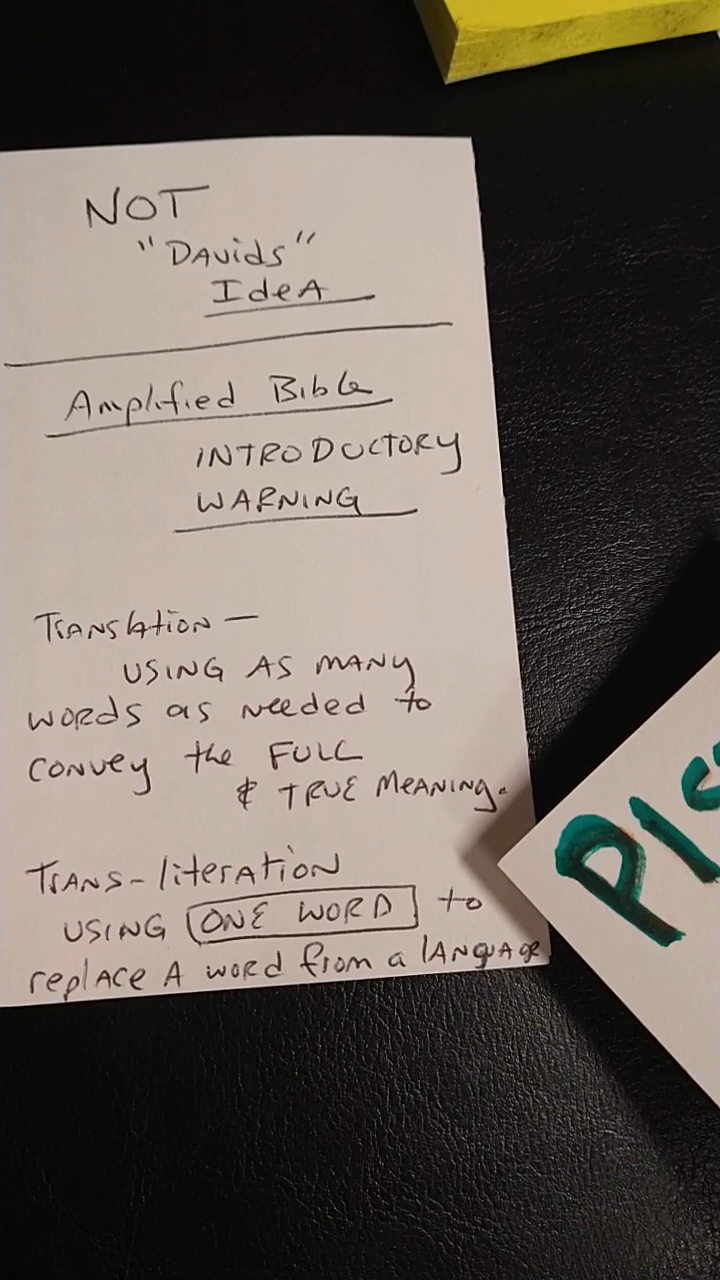 NOT
"DAVids"
IdeA
Amplified Bible
INTRODUCTORY
WARNING
TRANSlation —
USING AS MANY
words as needed to
CONVEY the FULL
& TRUE MeANING.
TRANS-literation
USING ONE WORD to
replACE A word from a lANguAge
PIS